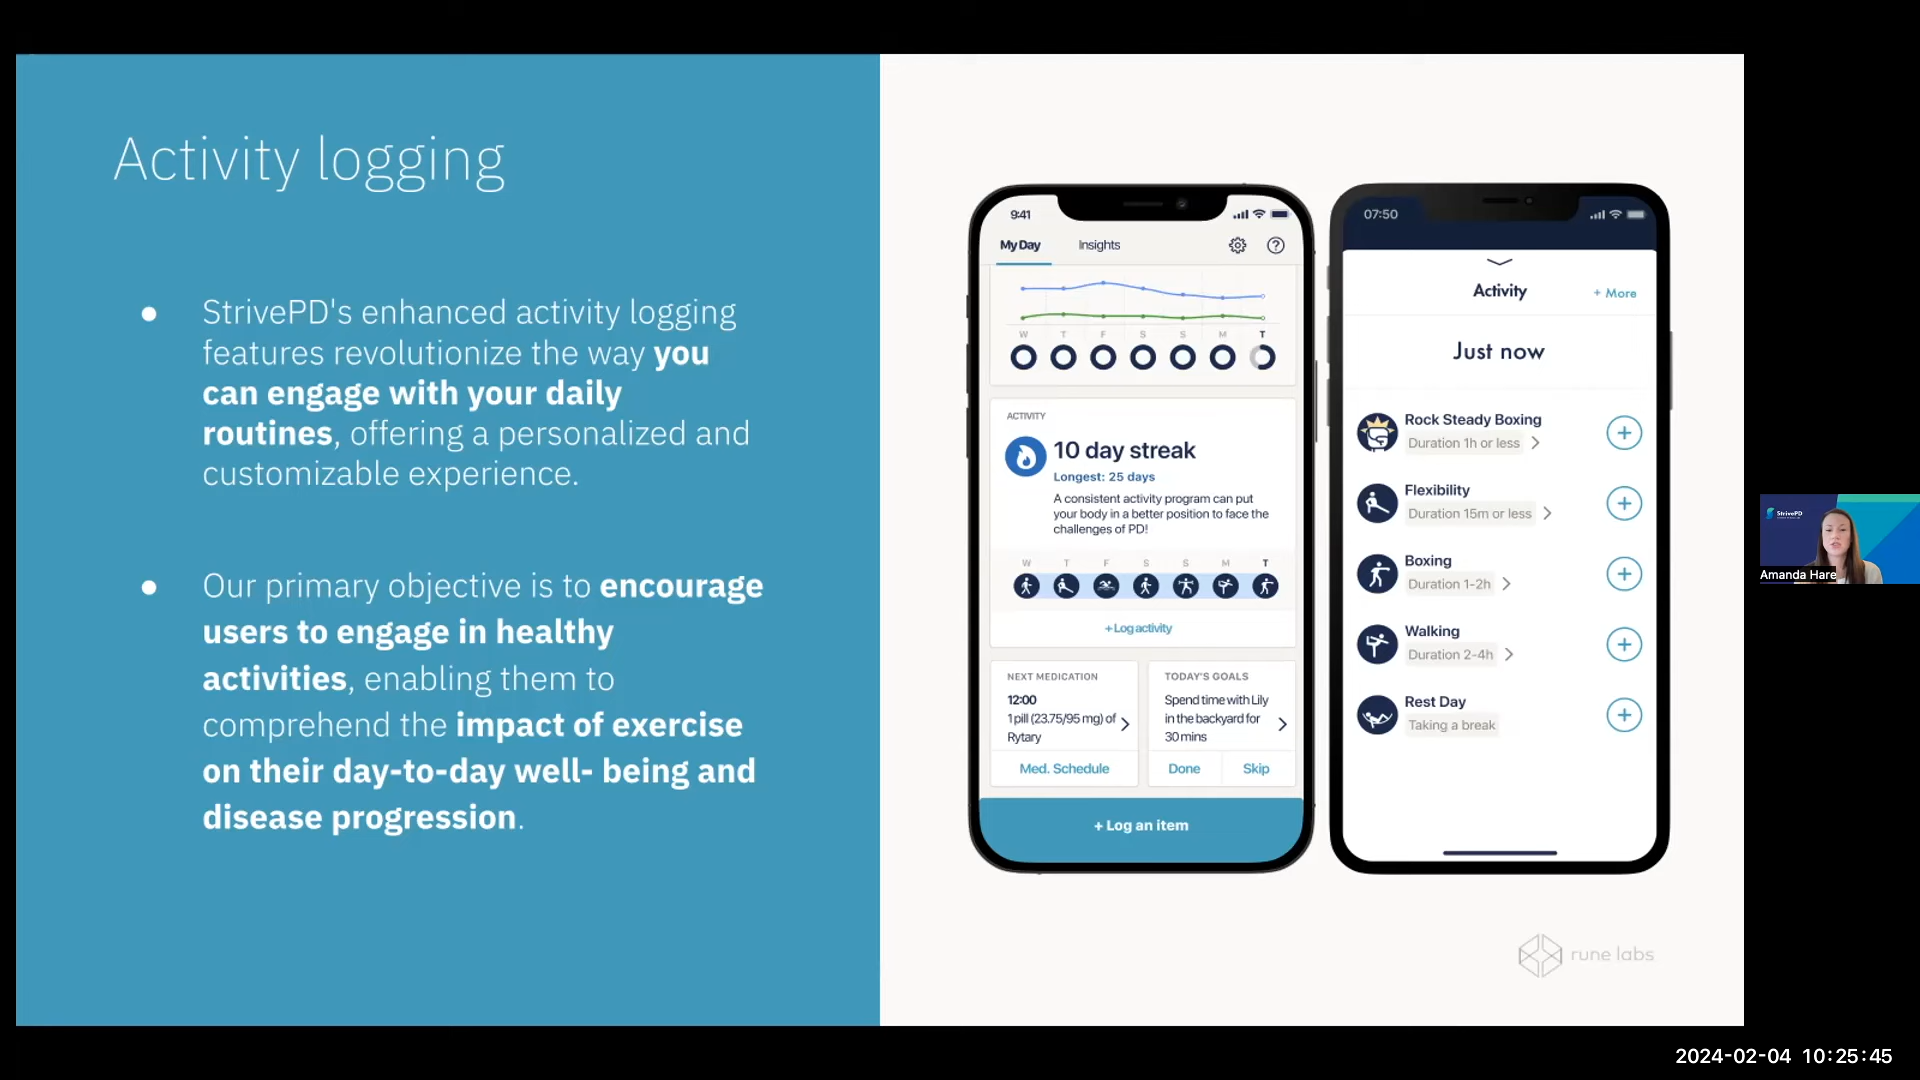 Activity logging
StrivePD's enhanced activity logging
features revolutionize the way you
can engage with your daily
routines, offering a personalized and
customizable experience.
Our primary objective is to encourage
users to engage in healthy
activities, enabling them to
comprehend the impact of exercise
on their day-to-day well- being and
disease progression.
9:41
My Day Insights
W T F S S M T
ACTIVITY
10 day streak
Longest: 25 days
A consistent activity program can put
your body in a better position to face the
challenges of PD!
W T F S S M T
+ Log activity
NEXT MEDICATION
12:00
1 pill (23.75/95 mg) of
Rytary
Med. Schedule
TODAY'S GOALS
Spend time with Lily
in the backyard for
30 mins
Done Skip
+ Log an item
07:50
Activity
+ More
Just now
Rock Steady Boxing
Duration 1h or less
Flexibility
Duration 15m or less
Boxing
Duration 1-2h
Walking
Duration 2-4h
Rest Day
Taking a break
rune labs
StrivePD
Amanda Hare
2024-02-04 10:25:45